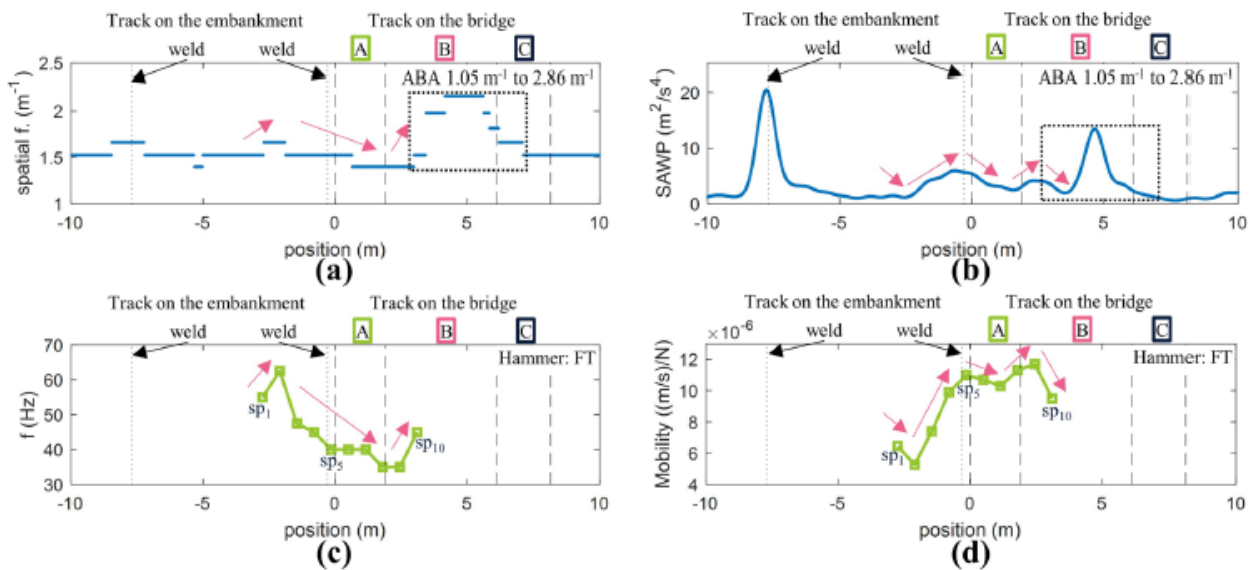 Track on the embankment Track on the bridge
weld weld A B C
ABA 1.05 m⁻¹ to 2.86 m⁻¹
spatial f. (m⁻¹)
2.5
2
1.5
1
-10 -5 0 5 10
position (m)
(a)
Track on the embankment Track on the bridge
weld weld A B C
ABA 1.05 m⁻¹ to 2.86 m⁻¹
SAWP (m²/s⁴)
20
10
0
-10 -5 0 5 10
position (m)
(b)
Track on the embankment Track on the bridge
weld weld A B C
Hammer: FT
f (Hz)
70
60
50
40
30
sp₁
sp₅
sp₁₀
-10 -5 0 5 10
position (m)
(c)
Track on the embankment Track on the bridge
weld weld A B C
×10⁻⁶
Hammer: FT
Mobility ((m/s)/N)
14
12
10
8
6
4
sp₁
sp₅
sp₁₀
-10 -5 0 5 10
position (m)
(d)